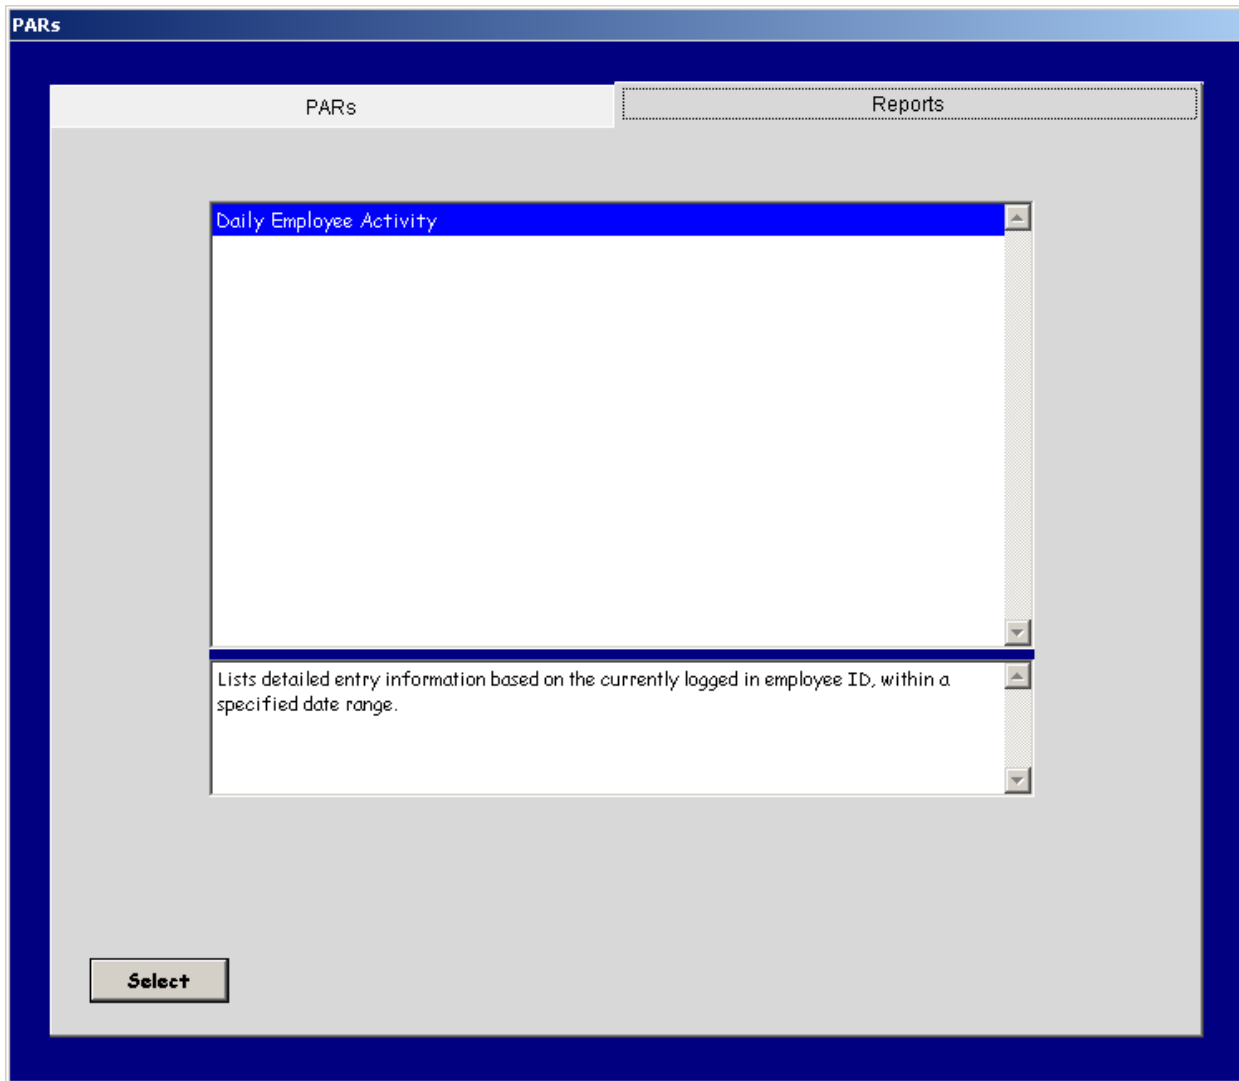 PARs
PARs
Reports
Daily Employee Activity
Lists detailed entry information based on the currently logged in employee ID, within a
specified date range.
Select